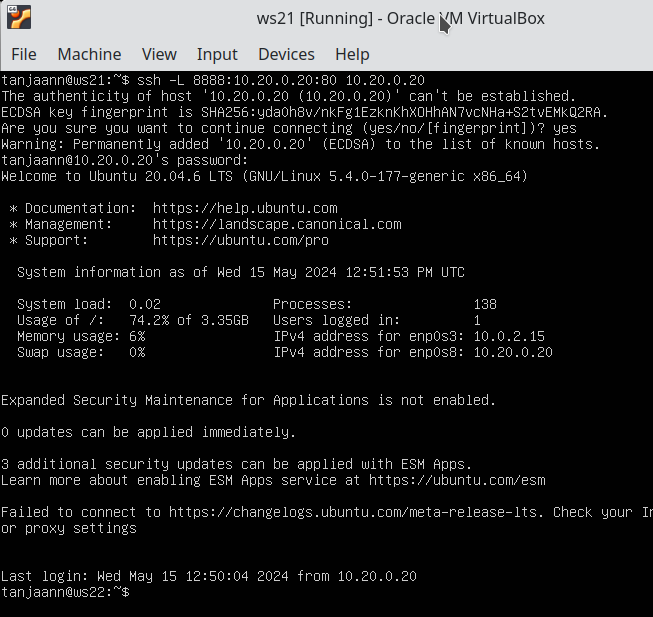 ws21 [Running] - Oracle VM VirtualBox
File Machine View Input Devices Help
tanjaann@ws21:~$ ssh -L 8888:10.20.0.20:80 10.20.0.20
The authenticity of host '10.20.0.20 (10.20.0.20)' can't be established.
ECDSA key fingerprint is SHA256:yda0h8v/nkFg1EzknKhXOHhAN7vcNHa+S2tvEMkQ2RA.
Are you sure you want to continue connecting (yes/no/[fingerprint])? yes
Warning: Permanently added '10.20.0.20' (ECDSA) to the list of known hosts.
tanjaann@10.20.0.20's password:
Welcome to Ubuntu 20.04.6 LTS (GNU/Linux 5.4.0-177-generic x86_64)
* Documentation: https://help.ubuntu.com
* Management: https://landscape.canonical.com
* Support: https://ubuntu.com/pro
System information as of Wed 15 May 2024 12:51:53 PM UTC
System load: 0.02 Processes: 138
Usage of /: 74.2% of 3.35GB Users logged in: 1
Memory usage: 6% IPv4 address for enp0s3: 10.0.2.15
Swap usage: 0% IPv4 address for enp0s8: 10.20.0.20
Expanded Security Maintenance for Applications is not enabled.
0 updates can be applied immediately.
3 additional security updates can be applied with ESM Apps.
Learn more about enabling ESM Apps service at https://ubuntu.com/esm
Failed to connect to https://changelogs.ubuntu.com/meta-release-lts. Check your In
or proxy settings
Last login: Wed May 15 12:50:04 2024 from 10.20.0.20
tanjaann@ws22:~$